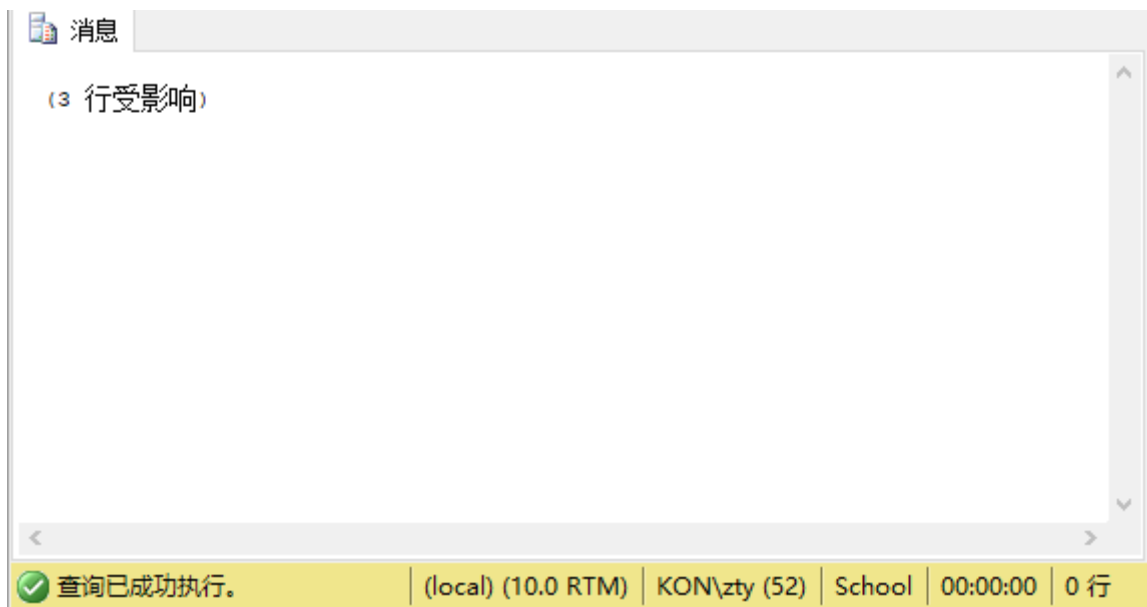 消息
(3 行受影响)
查询已成功执行。 (local) (10.0 RTM) KON\zty (52) School 00:00:00 0 行